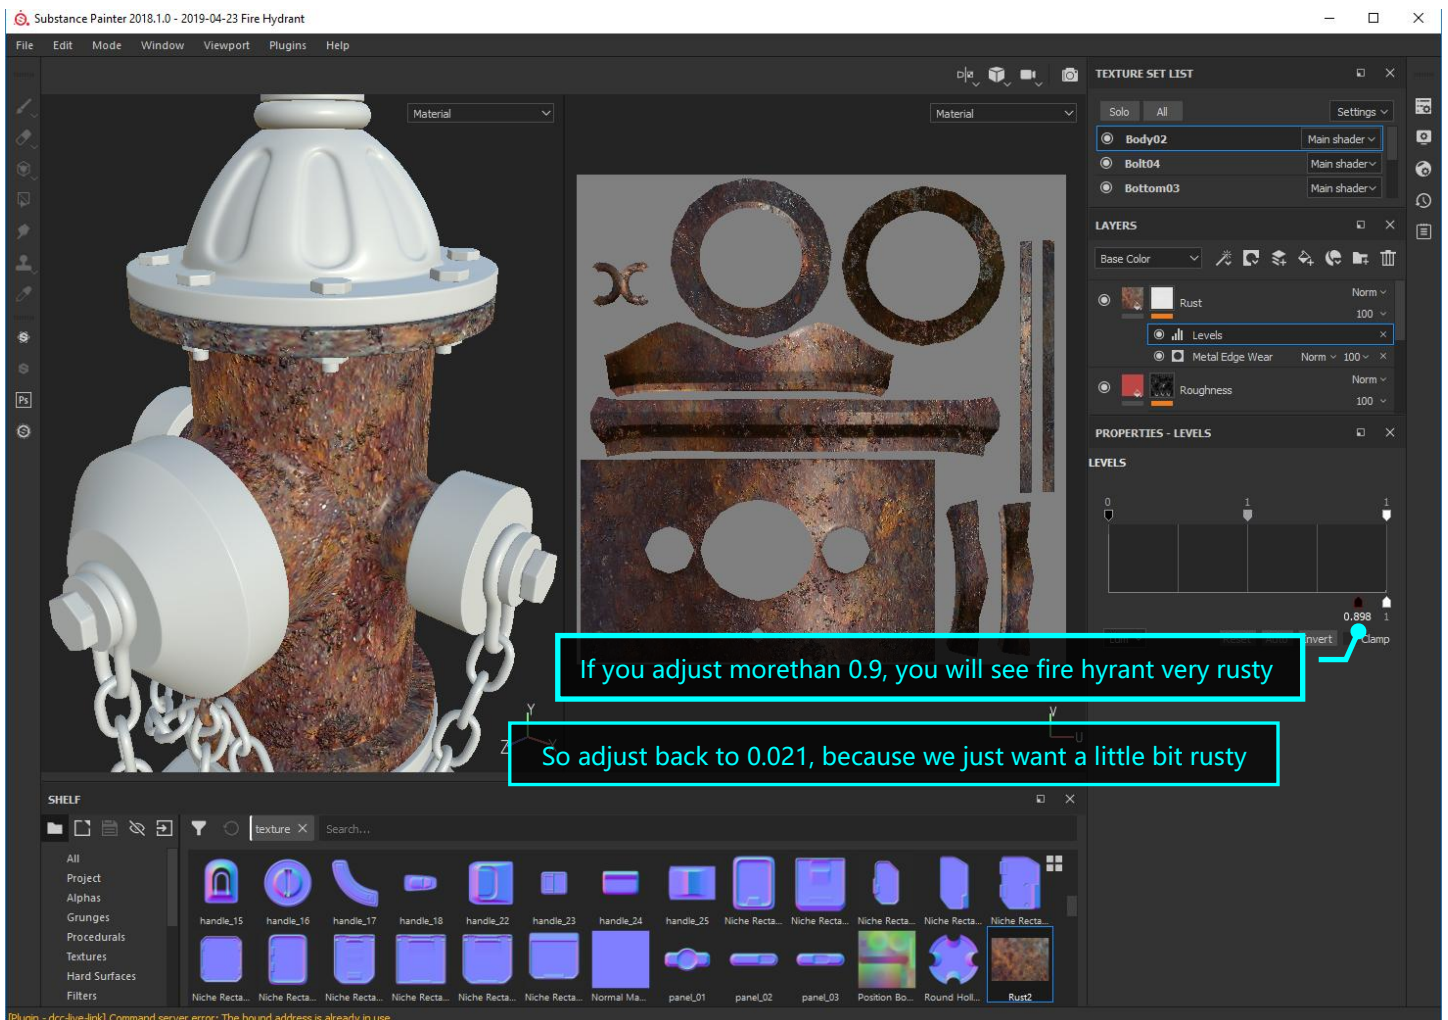 Substance Painter 2018.1.0 - 2019-04-23 Fire Hydrant
File Edit Mode Window Viewport Plugins Help
Material
Material
TEXTURE SET LIST
Solo All Settings
Body02 Main shader
Bolt04 Main shader
Bottom03 Main shader
LAYERS
Base Color
Rust Norm
100
Levels
Metal Edge Wear Norm 100
Roughness Norm
100
Ps
PROPERTIES - LEVELS
LEVELS
0 1 1
0.898 1
Invert Clamp
If you adjust morethan 0.9, you will see fire hyrant very rusty
So adjust back to 0.021, because we just want a little bit rusty
Y
Z
V
U
SHELF
texture Search...
All
Project
Alphas
Grunges
Procedurals
Textures
Hard Surfaces
Filters
handle_15 handle_16 handle_17 handle_18 handle_22 handle_23 handle_24 handle_25 Niche Recta... Niche Recta... Niche Recta... Niche Recta... Niche Recta...
Niche Recta... Niche Recta... Niche Recta... Niche Recta... Niche Recta... Niche Recta... Normal Ma... panel_01 panel_02 panel_03 Position Bo... Round Holl... Rust2
[Plugin - dcc-live-link] Command server error: The bound address is already in use